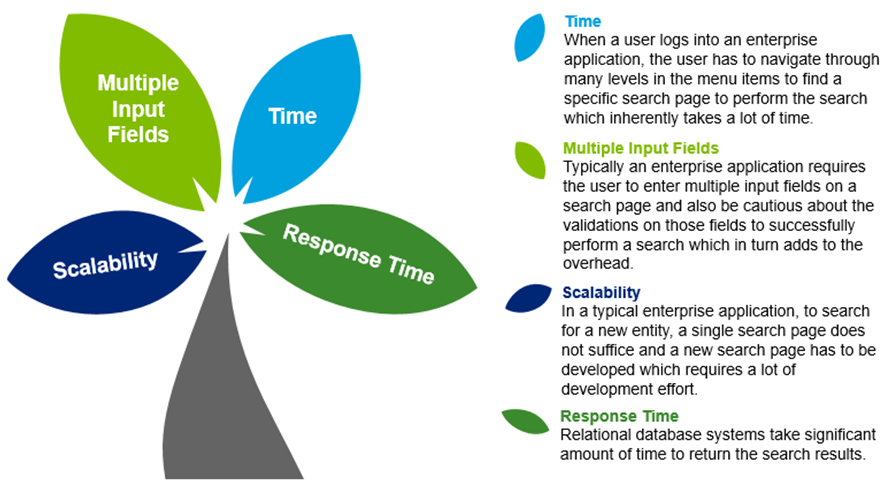 Multiple
Input
Fields
Time
Scalability
Response Time
Time
When a user logs into an enterprise
application, the user has to navigate through
many levels in the menu items to find a
specific search page to perform the search
which inherently takes a lot of time.
Multiple Input Fields
Typically an enterprise application requires
the user to enter multiple input fields on a
search page and also be cautious about the
validations on those fields to successfully
perform a search which in turn adds to the
overhead.
Scalability
In a typical enterprise application, to search
for a new entity, a single search page does
not suffice and a new search page has to be
developed which requires a lot of
development effort.
Response Time
Relational database systems take significant
amount of time to return the search results.